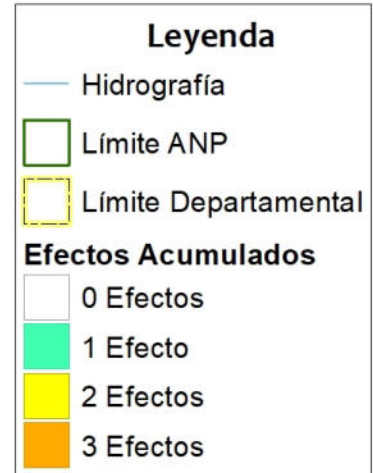 Leyenda
Hidrografía
Límite ANP
Límite Departamental
Efectos Acumulados
0 Efectos
1 Efecto
2 Efectos
3 Efectos